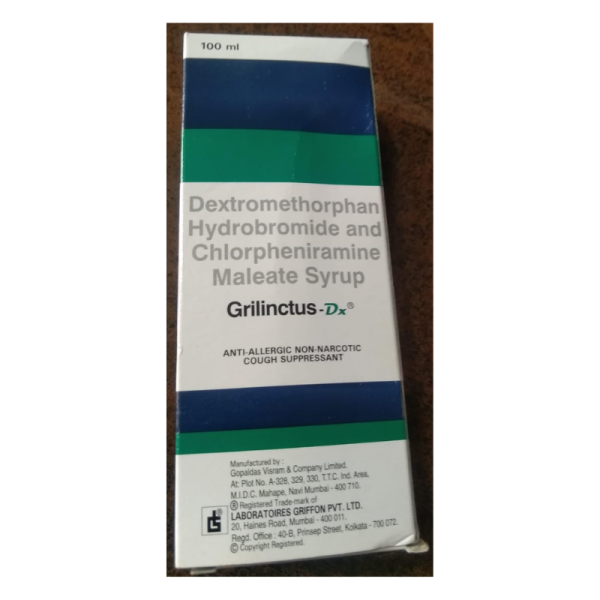 100 ml
Dextromethorphan
Hydrobromide and
Chlorpheniramine
Maleate Syrup
Grilinctus-Dx®
ANTI-ALLERGIC NON-NARCOTIC
COUGH SUPPRESSANT
Manufactured by :
Gopaldas Visram & Company Limited.
At: Plot No. A-328, 329, 330, T.T.C. Ind. Area,
M.I.D.C. Mahape, Navi Mumbai - 400 710.
® Registered Trade-mark of
LABORATOIRES GRIFFON PVT. LTD.
20, Haines Road, Mumbai - 400 011.
Regd. Office : 40-B, Prinsep Street, Kolkata - 700 072.
© Copyright Registered.